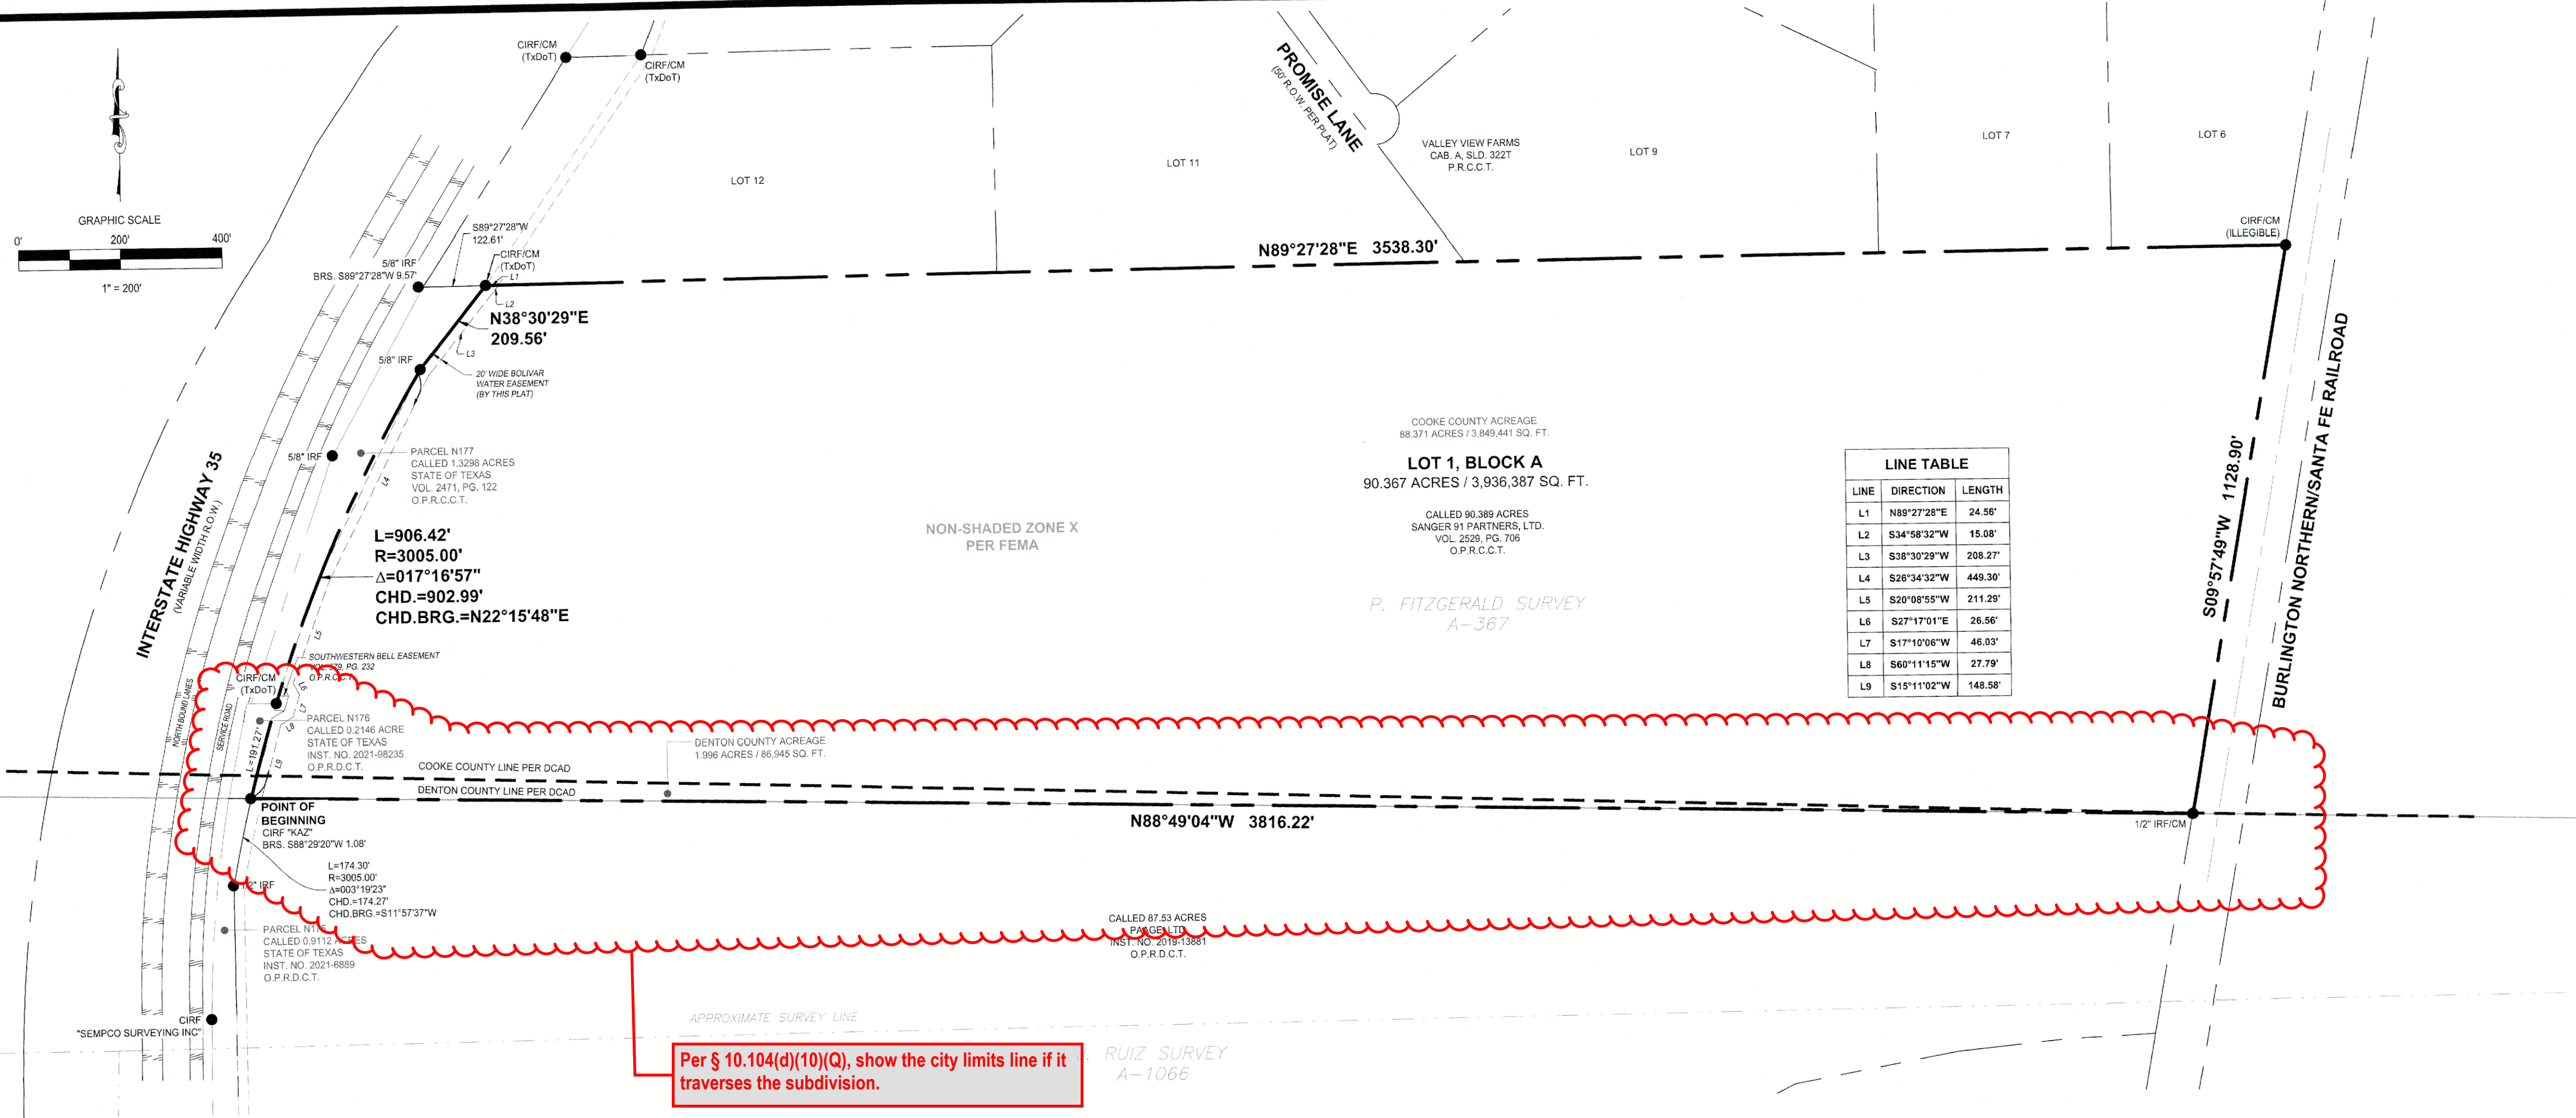 CIRF/CM
(TxDoT)
CIRF/CM
(TxDoT)
GRAPHIC SCALE
0'
200'
400'
1" = 200'
PROMISE LANE
(50' R.O.W. PER PLAT)
LOT 12
LOT 11
VALLEY VIEW FARMS
CAB. A, SLD. 322T
P.R.C.C.T.
LOT 9
LOT 7
LOT 6
CIRF/CM
(ILLEGIBLE)
S89°27'28"W
122.61'
CIRF/CM
(TxDoT)
5/8" IRF
BRS. S89°27'28"W 9.57'
L1
L2
N89°27'28"E 3538.30'
N38°30'29"E
209.56'
L3
5/8" IRF
20' WIDE BOLIVAR
WATER EASEMENT
(BY THIS PLAT)
5/8" IRF
PARCEL N177
CALLED 1.3298 ACRES
STATE OF TEXAS
VOL. 2471, PG. 122
O.P.R.C.C.T.
L4
INTERSTATE HIGHWAY 35
(VARIABLE WIDTH R.O.W.)
L=906.42'
R=3005.00'
Δ=017°16'57"
CHD.=902.99'
CHD.BRG.=N22°15'48"E
NON-SHADED ZONE X
PER FEMA
COOKE COUNTY ACREAGE
88.371 ACRES / 3,849,441 SQ. FT.
LOT 1, BLOCK A
90.367 ACRES / 3,936,387 SQ. FT.
CALLED 90.389 ACRES
SANGER 91 PARTNERS, LTD.
VOL. 2529, PG. 706
O.P.R.C.C.T.
P. FITZGERALD SURVEY
A-367
LINE TABLE
LINE DIRECTION LENGTH
L1 N89°27'28"E 24.56'
L2 S34°58'32"W 15.08'
L3 S38°30'29"W 208.27'
L4 S26°34'32"W 449.30'
L5 S20°08'55"W 211.29'
L6 S27°17'01"E 26.56'
L7 S17°10'06"W 46.03'
L8 S60°11'15"W 27.79'
L9 S15°11'02"W 148.58'
S09°57'49"W 1128.90'
BURLINGTON NORTHERN/SANTA FE RAILROAD
L5
SOUTHWESTERN BELL EASEMENT
PG. 232
O.P.R.C.C.T.
CIRF/CM
(TxDoT)
L6
L7
L8
L9
NORTH BOUND LANES
SERVICE ROAD
L=191.27'
PARCEL N176
CALLED 0.2146 ACRE
STATE OF TEXAS
INST. NO. 2021-98235
O.P.R.D.C.T.
DENTON COUNTY ACREAGE
1.996 ACRES / 86,945 SQ. FT.
COOKE COUNTY LINE PER DCAD
DENTON COUNTY LINE PER DCAD
POINT OF
BEGINNING
CIRF "KAZ"
BRS. S88°29'20"W 1.08'
N88°49'04"W 3816.22'
1/2" IRF/CM
L=174.30'
R=3005.00'
Δ=003°19'23"
CHD.=174.27'
CHD.BRG.=S11°57'37"W
1/2" IRF
PARCEL N175
CALLED 0.9112 ACRES
STATE OF TEXAS
INST. NO. 2021-6889
O.P.R.D.C.T.
CALLED 87.53 ACRES
LTD
INST. NO. 2019-13881
O.P.R.D.C.T.
CIRF
"SEMPCO SURVEYING INC"
APPROXIMATE SURVEY LINE
Per § 10.104(d)(10)(Q), show the city limits line if it
traverses the subdivision.
RUIZ SURVEY
A-1066